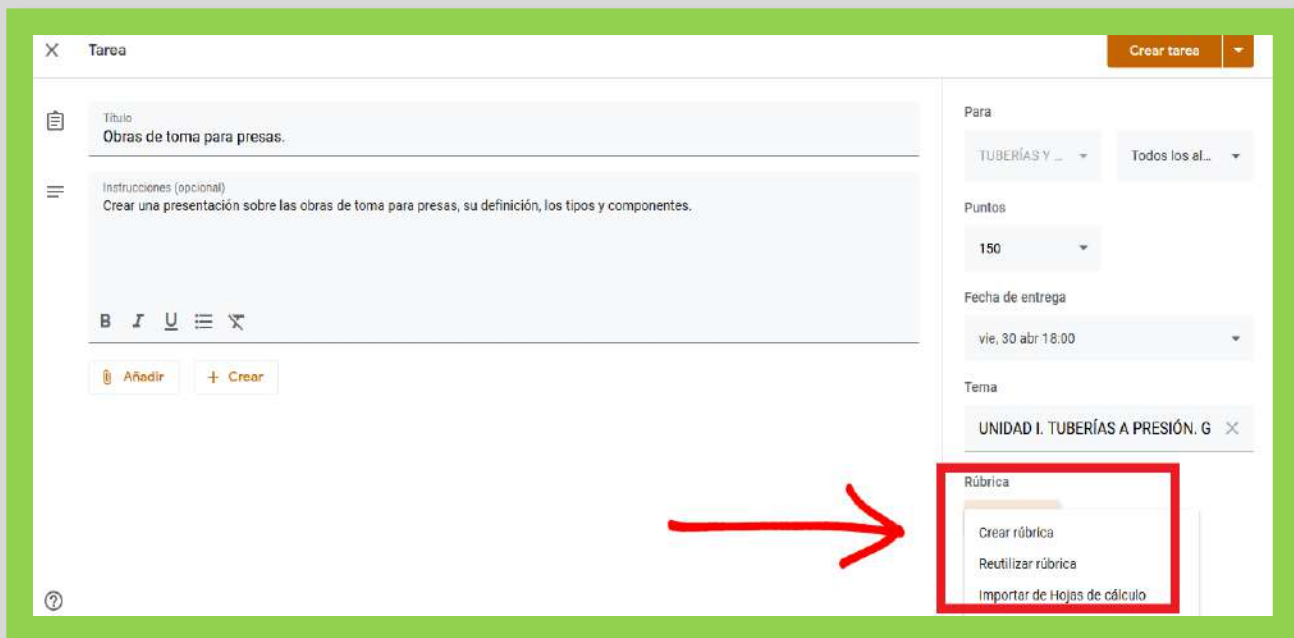 Tarea
Crear tarea
Título
Obras de toma para presas.
Instrucciones (opcional)
Crear una presentación sobre las obras de toma para presas, su definición, los tipos y componentes.
B I U
Añadir
+ Crear
Para
TUBERÍAS Y ...
Todos los al...
Puntos
150
Fecha de entrega
vie, 30 abr 18:00
Tema
UNIDAD I. TUBERÍAS A PRESIÓN. G
Rúbrica
Crear rúbrica
Reutilizar rúbrica
Importar de Hojas de cálculo